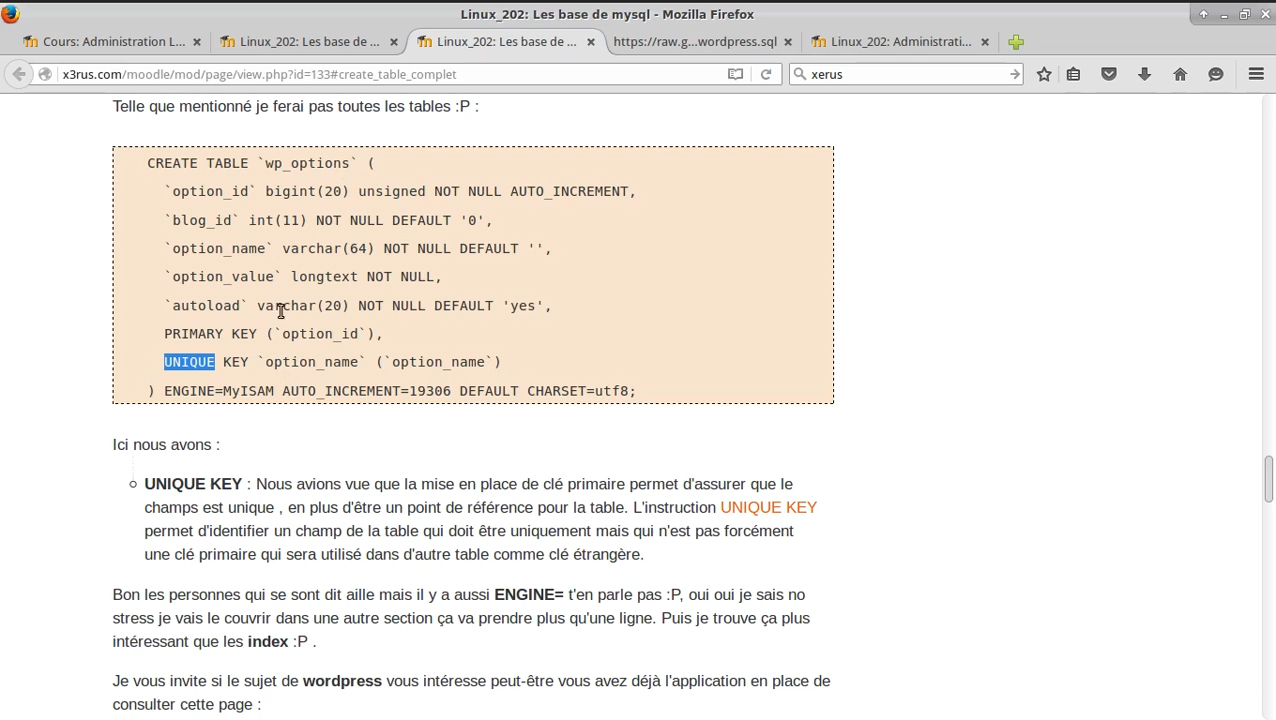 Linux_202: Les base de mysql - Mozilla Firefox
Cours: Administration L...
Linux_202: Les base de ...
Linux_202: Les base de ...
https://raw.g...wordpress.sql
Linux_202: Administrati...
x3rus.com/moodle/mod/page/view.php?id=133#create_table_complet
xerus
Telle que mentionné je ferai pas toutes les tables :P :
CREATE TABLE `wp_options` (
`option_id` bigint(20) unsigned NOT NULL AUTO_INCREMENT,
`blog_id` int(11) NOT NULL DEFAULT '0',
`option_name` varchar(64) NOT NULL DEFAULT '',
`option_value` longtext NOT NULL,
`autoload` varchar(20) NOT NULL DEFAULT 'yes',
PRIMARY KEY (`option_id`),
UNIQUE KEY `option_name` (`option_name`)
) ENGINE=MyISAM AUTO_INCREMENT=19306 DEFAULT CHARSET=utf8;
Ici nous avons :
UNIQUE KEY : Nous avions vue que la mise en place de clé primaire permet d'assurer que le
champs est unique , en plus d'être un point de référence pour la table. L'instruction UNIQUE KEY
permet d'identifier un champ de la table qui doit être uniquement mais qui n'est pas forcément
une clé primaire qui sera utilisé dans d'autre table comme clé étrangère.
Bon les personnes qui se sont dit aille mais il y a aussi ENGINE= t'en parle pas :P, oui oui je sais no
stress je vais le couvrir dans une autre section ça va prendre plus qu'une ligne. Puis je trouve ça plus
intéressant que les index :P .
Je vous invite si le sujet de wordpress vous intéresse peut-être vous avez déjà l'application en place de
consulter cette page :